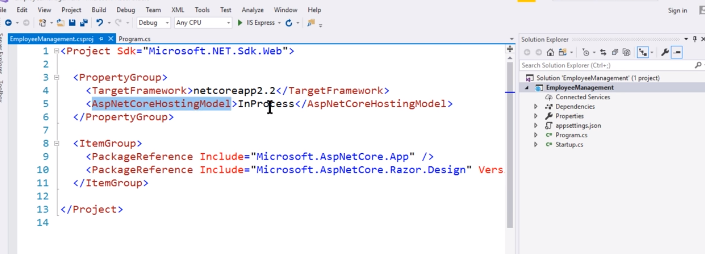 File Edit View Project Build Debug Team XML Tools Test Analyze Window Help
Sign in
Debug Any CPU IIS Express
EmployeeManagement.csproj Program.cs
1 <Project Sdk="Microsoft.NET.Sdk.Web">
2
3 <PropertyGroup>
4 <TargetFramework>netcoreapp2.2</TargetFramework>
5 <AspNetCoreHostingModel>InProcess</AspNetCoreHostingModel>
6 </PropertyGroup>
7
8 <ItemGroup>
9 <PackageReference Include="Microsoft.AspNetCore.App" />
10 <PackageReference Include="Microsoft.AspNetCore.Razor.Design" Vers
11 </ItemGroup>
12
13 </Project>
14
Solution Explorer
Search Solution Explorer (Ctrl+;)
Solution 'EmployeeManagement' (1 project)
EmployeeManagement
Connected Services
Dependencies
Properties
appsettings.json
Program.cs
Startup.cs